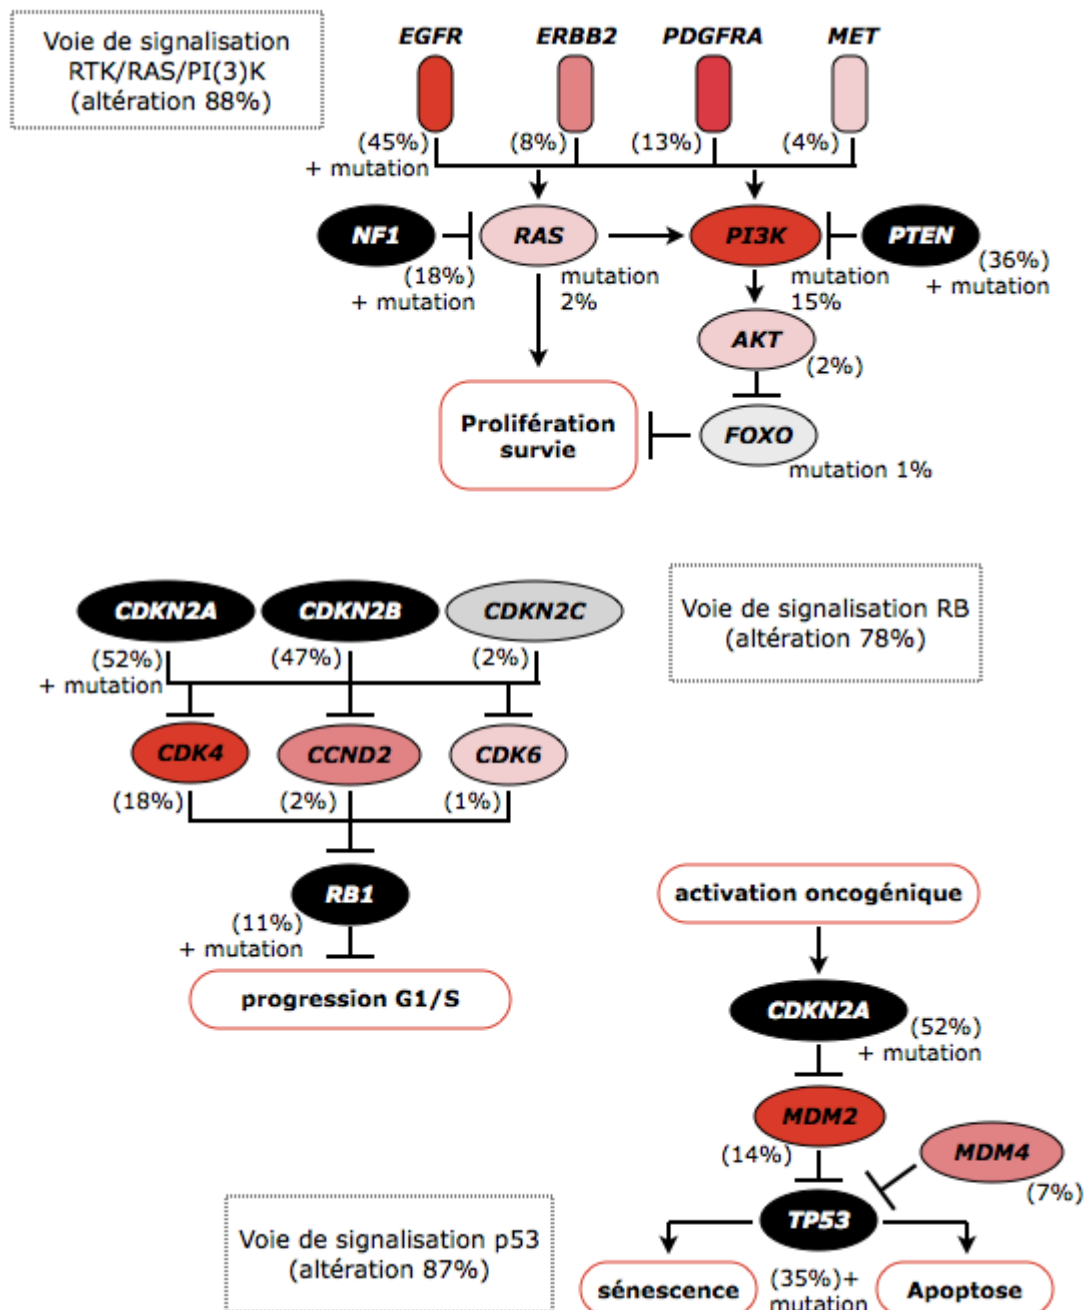 Voie de signalisation
RTK/RAS/PI(3)K
(altération 88%)
EGFR ERBB2 PDGFRA MET
(45%) (8%) (13%) (4%)
+ mutation
NF1 RAS PI3K PTEN
(18%)
+ mutation
mutation
2%
mutation
15%
(36%)
+ mutation
AKT
(2%)
Prolifération
survie
FOXO
mutation 1%
CDKN2A CDKN2B CDKN2C
(52%) (47%) (2%)
+ mutation
Voie de signalisation RB
(altération 78%)
CDK4 CCND2 CDK6
(18%) (2%) (1%)
RB1
(11%)
+ mutation
progression G1/S
activation oncogénique
CDKN2A
(52%)
+ mutation
MDM2
(14%)
MDM4
(7%)
TP53
Voie de signalisation p53
(altération 87%)
sénescence
(35%)+
mutation
Apoptose